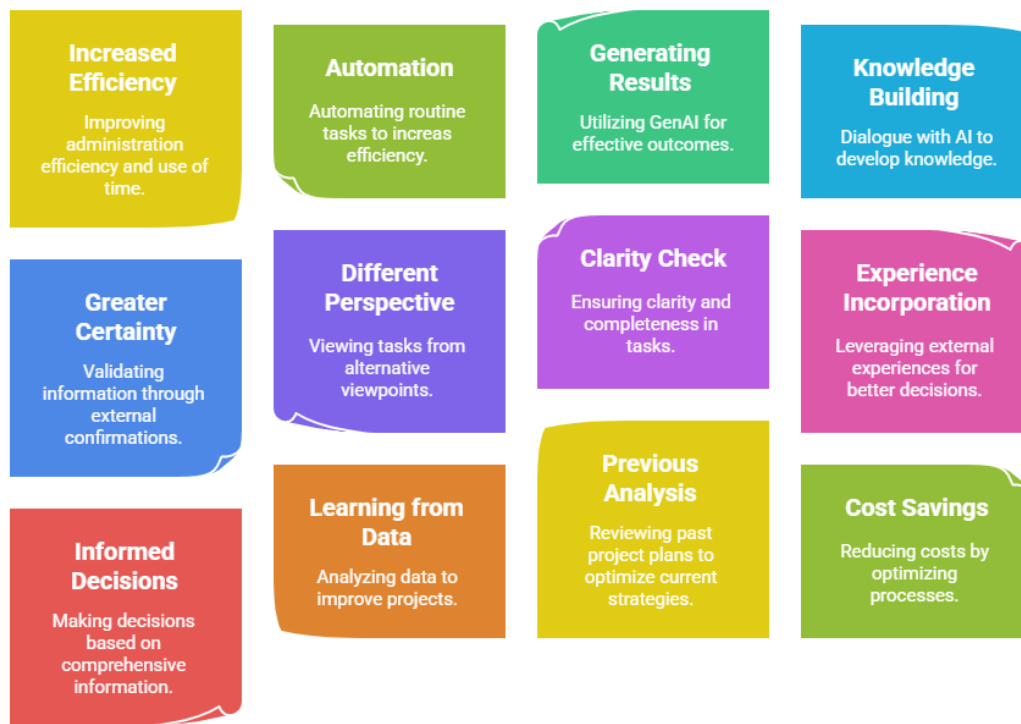 Increased
Efficiency
Improving
administration
efficiency and use of
time.
Automation
Automating routine
tasks to increas
efficiency.
Generating
Results
Utilizing GenAI for
effective outcomes.
Knowledge
Building
Dialogue with AI to
develop knowledge.
Greater
Certainty
Validating
information through
external
confirmations.
Different
Perspective
Viewing tasks from
alternative
viewpoints.
Clarity Check
Ensuring clarity and
completeness in
tasks.
Experience
Incorporation
Leveraging external
experiences for
better decisions.
Informed
Decisions
Making decisions
based on
comprehensive
information.
Learning from
Data
Analyzing data to
improve projects.
Previous
Analysis
Reviewing past
project plans to
optimize current
strategies.
Cost Savings
Reducing costs by
optimizing
processes.